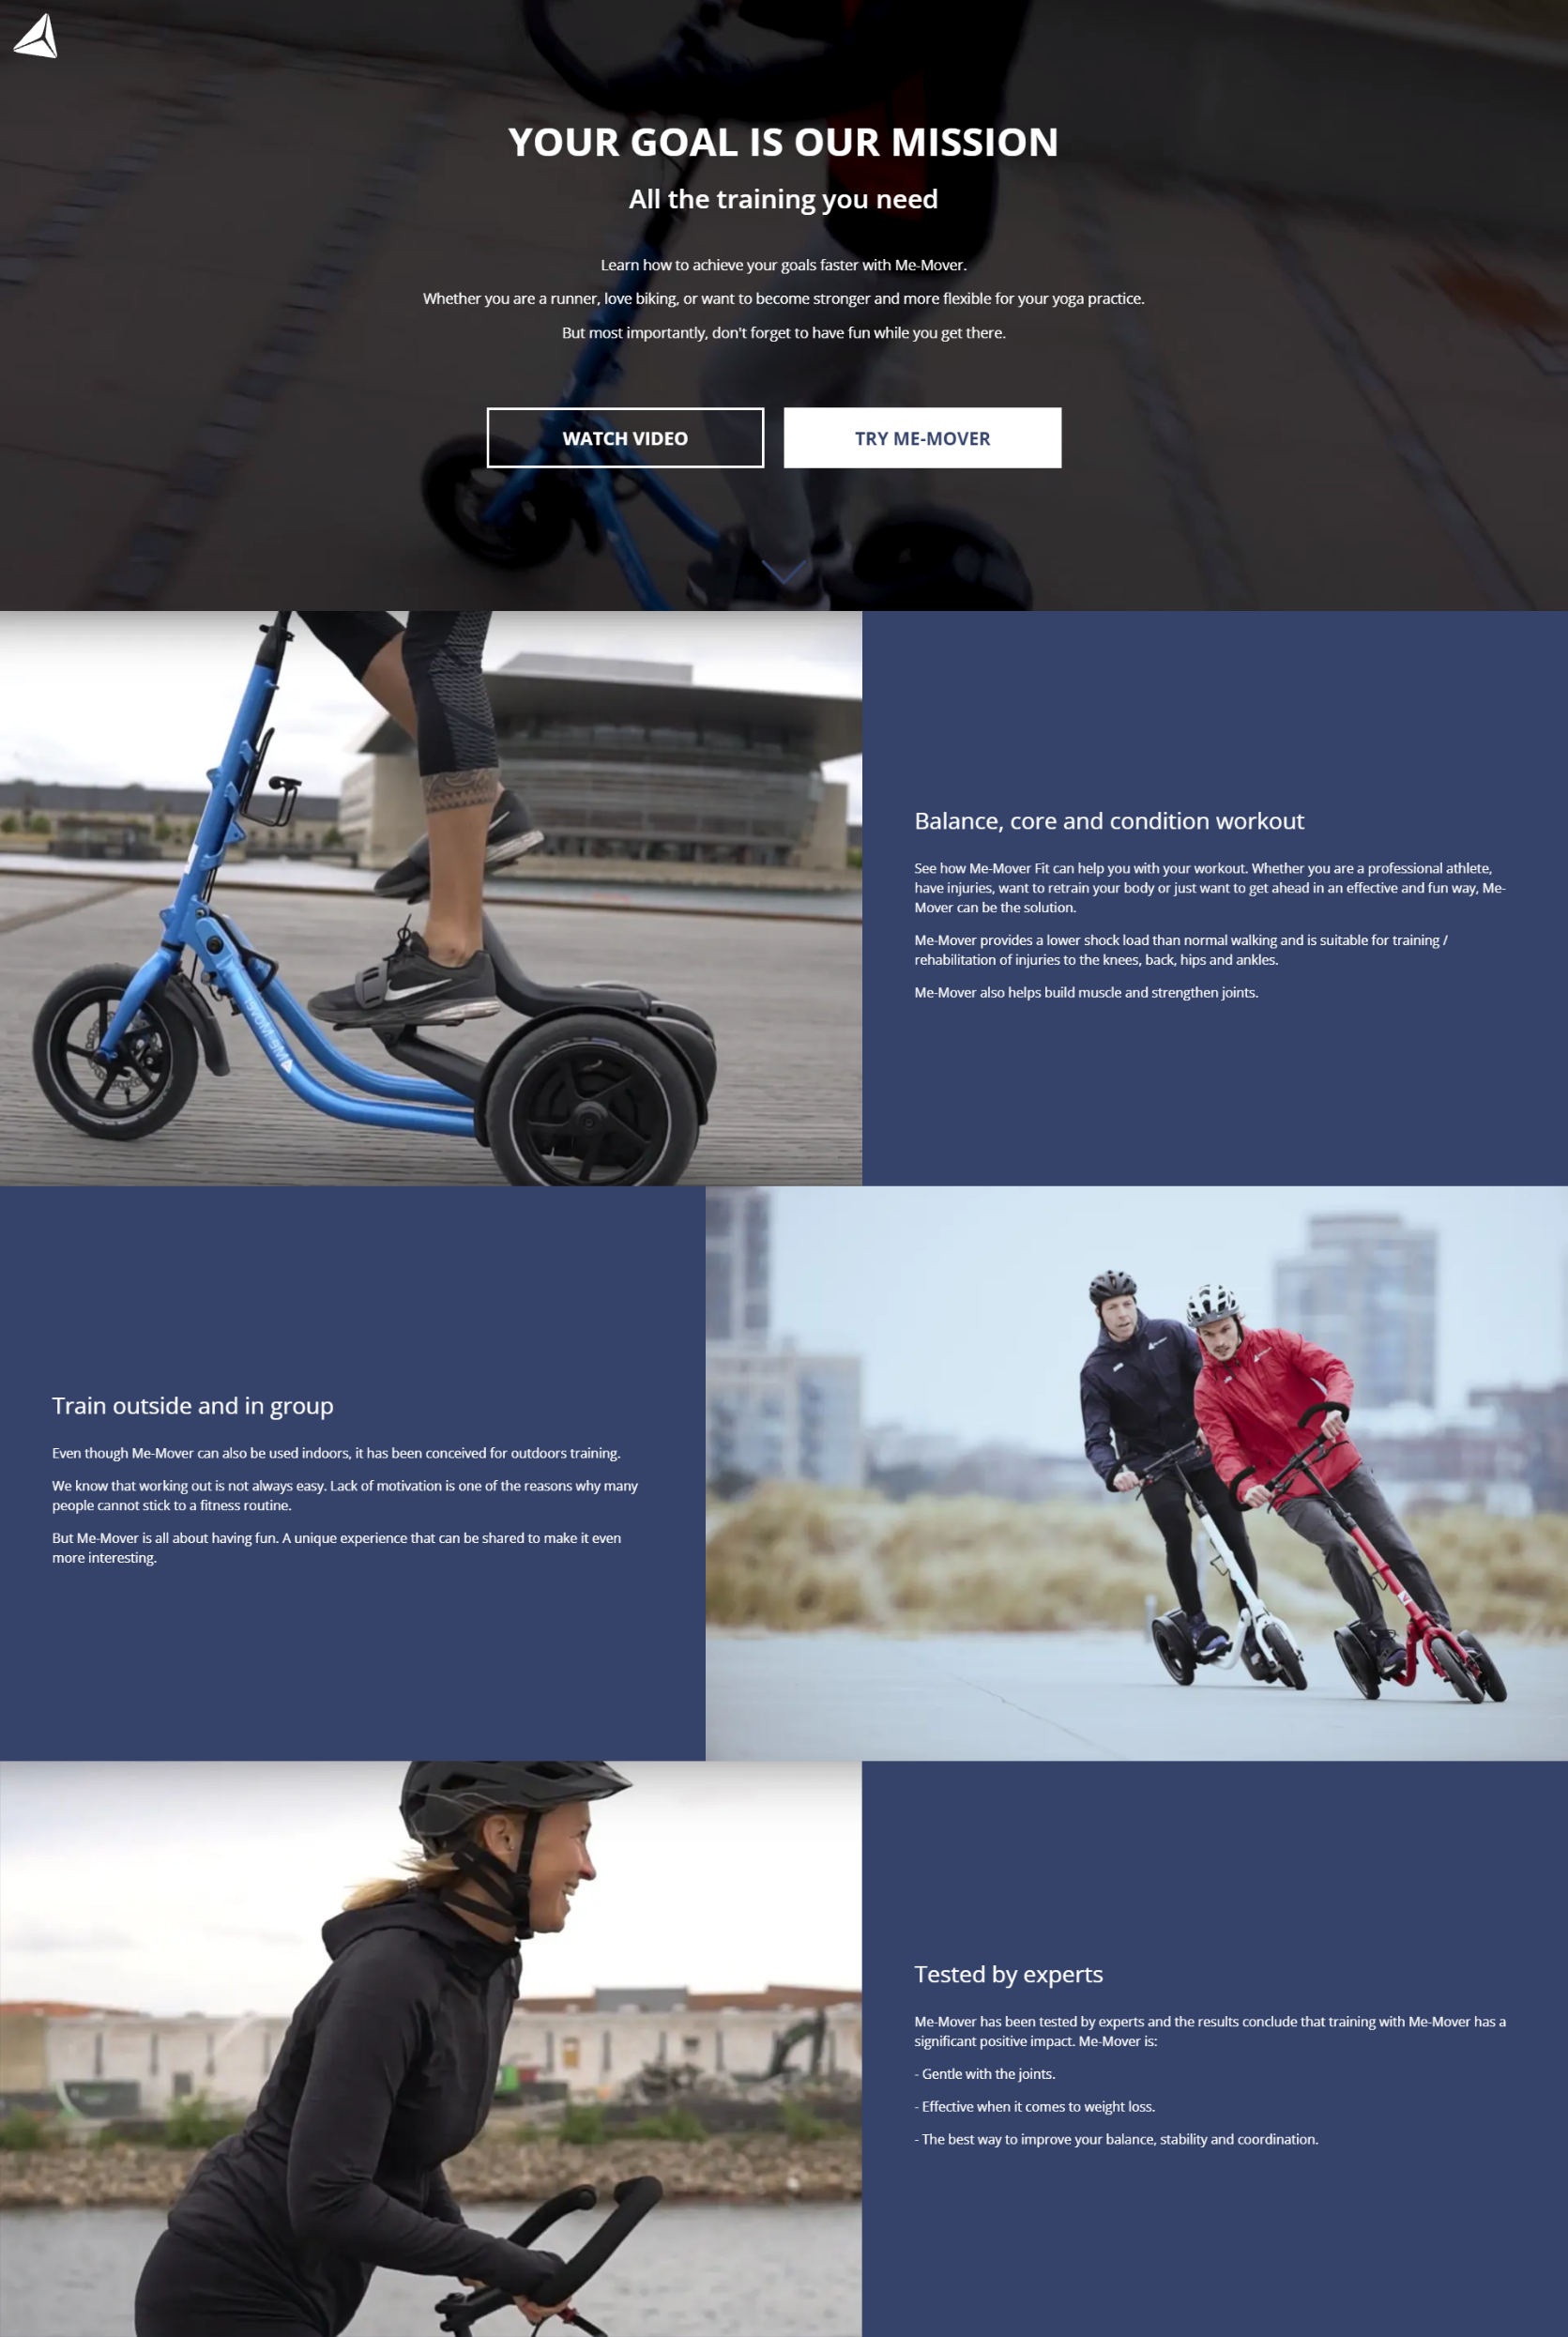 YOUR GOAL IS OUR MISSION
All the training you need
Learn how to achieve your goals faster with Me-Mover.
Whether you are a runner, love biking, or want to become stronger and more flexible for your yoga practice.
But most importantly, don't forget to have fun while you get there.
WATCH VIDEO
TRY ME-MOVER
Me-Mover
Balance, core and condition workout
See how Me-Mover Fit can help you with your workout. Whether you are a professional athlete,
have injuries, want to retrain your body or just want to get ahead in an effective and fun way, Me-
Mover can be the solution.
Me-Mover provides a lower shock load than normal walking and is suitable for training /
rehabilitation of injuries to the knees, back, hips and ankles.
Me-Mover also helps build muscle and strengthen joints.
Train outside and in group
Even though Me-Mover can also be used indoors, it has been conceived for outdoors training.
We know that working out is not always easy. Lack of motivation is one of the reasons why many
people cannot stick to a fitness routine.
But Me-Mover is all about having fun. A unique experience that can be shared to make it even
more interesting.
Tested by experts
Me-Mover has been tested by experts and the results conclude that training with Me-Mover has a
significant positive impact. Me-Mover is:
- Gentle with the joints.
- Effective when it comes to weight loss.
- The best way to improve your balance, stability and coordination.